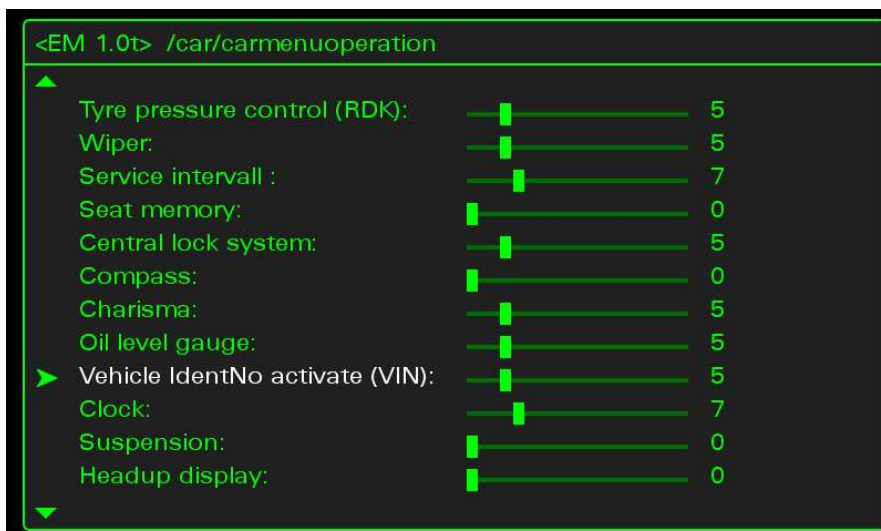 <EM 1.0t> /car/carmenuoperation
Tyre pressure control (RDK): 5
Wiper: 5
Service intervall : 7
Seat memory: 0
Central lock system: 5
Compass: 0
Charisma: 5
Oil level gauge: 5
Vehicle IdentNo activate (VIN): 5
Clock: 7
Suspension: 0
Headup display: 0